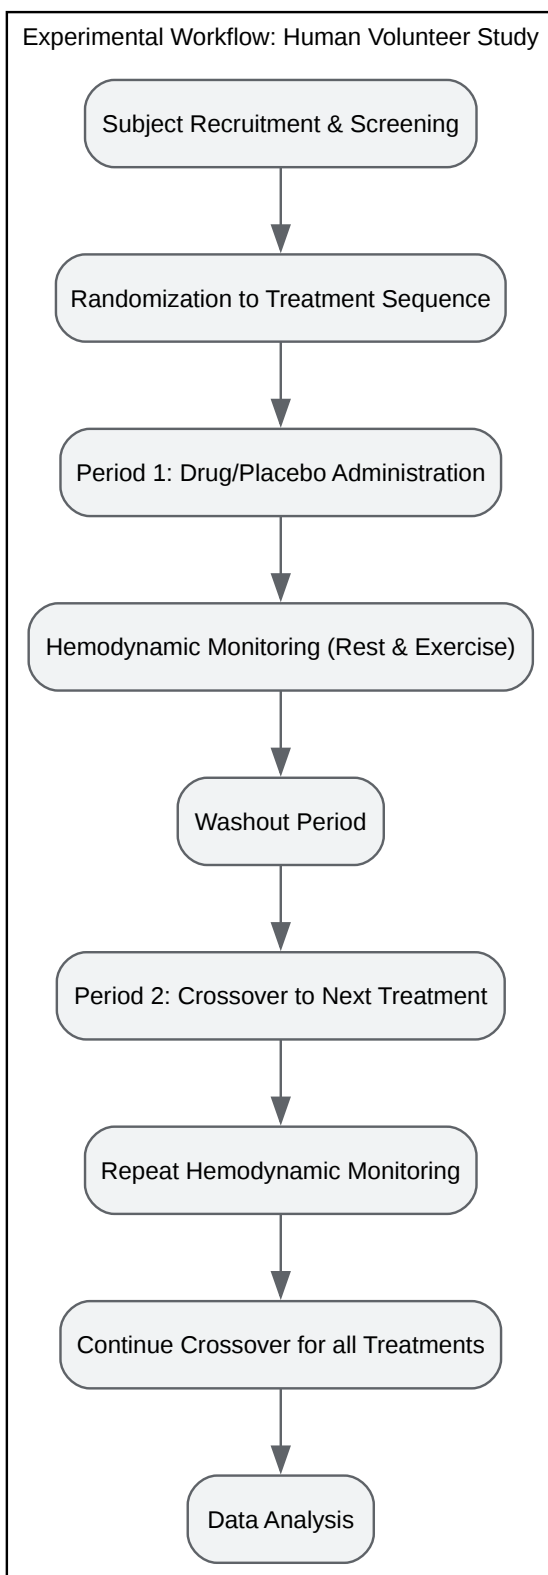 Experimental Workflow: Human Volunteer Study
Subject Recruitment & Screening
Randomization to Treatment Sequence
Period 1: Drug/Placebo Administration
Hemodynamic Monitoring (Rest & Exercise)
Washout Period
Period 2: Crossover to Next Treatment
Repeat Hemodynamic Monitoring
Continue Crossover for all Treatments
Data Analysis